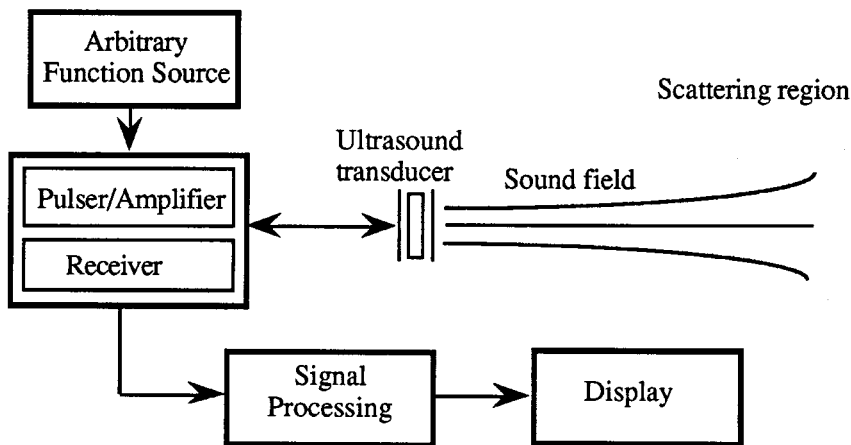 Arbitrary
Function Source
Scattering region
Ultrasound
transducer
Sound field
Pulser/Amplifier
Receiver
Signal
Processing
Display